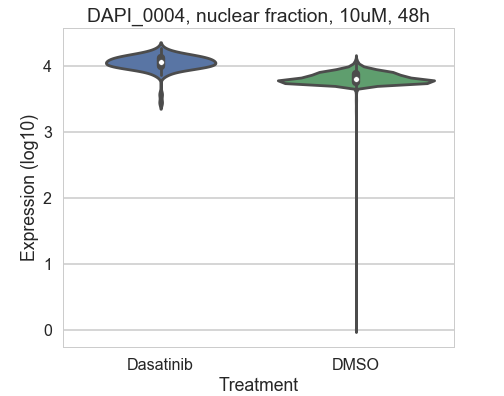 DAPI_0004, nuclear fraction, 10uM, 48h
Expression (log10)
4
3
2
1
0
Dasatinib
DMSO
Treatment